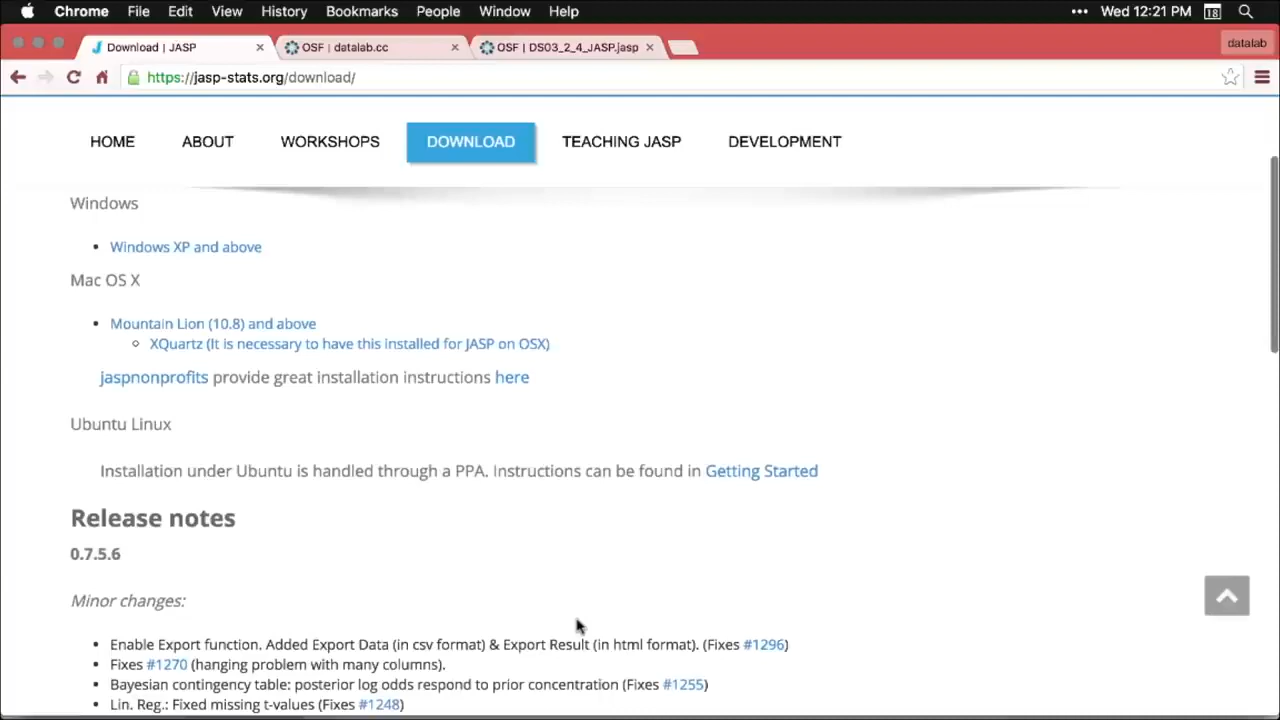 Chrome File Edit View History Bookmarks People Window Help ••• Wed 12:21 PM 18
Download | JASP × OSF | datalab.cc × OSF | DS03_2_4_JASP.jasp × datalab
https://jasp-stats.org/download/
HOME ABOUT WORKSHOPS DOWNLOAD TEACHING JASP DEVELOPMENT
Windows
• Windows XP and above
Mac OS X
• Mountain Lion (10.8) and above
○ XQuartz (It is necessary to have this installed for JASP on OSX)
jaspnonprofits provide great installation instructions here
Ubuntu Linux
Installation under Ubuntu is handled through a PPA. Instructions can be found in Getting Started
Release notes
0.7.5.6
Minor changes:
• Enable Export function. Added Export Data (in csv format) & Export Result (in html format). (Fixes #1296)
• Fixes #1270 (hanging problem with many columns).
• Bayesian contingency table: posterior log odds respond to prior concentration (Fixes #1255)
• Lin. Reg.: Fixed missing t-values (Fixes #1248)